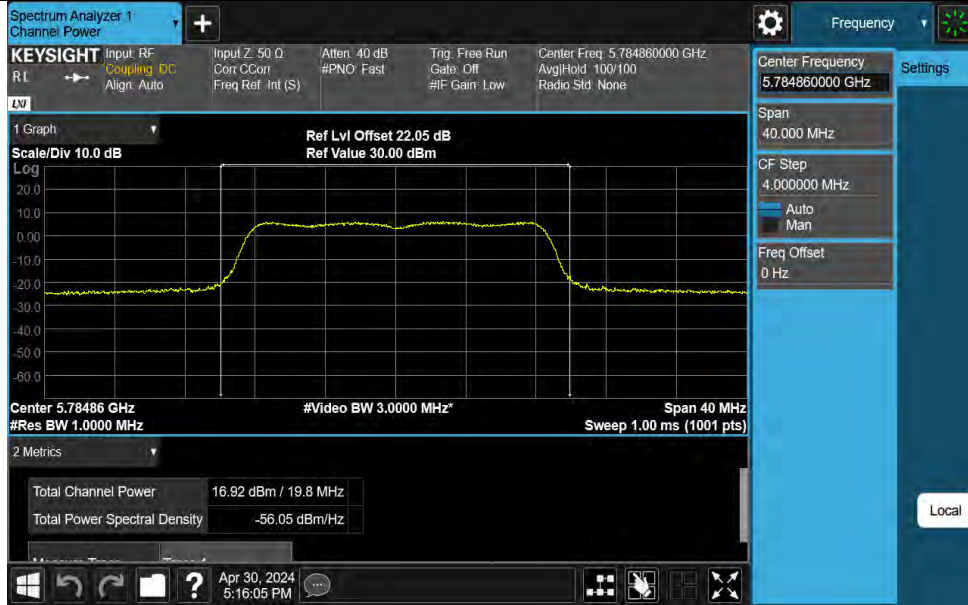 Spectrum Analyzer 1
Channel Power
Frequency
KEYSIGHT
Input: RF
Coupling: DC
Align: Auto
Input Z: 50 Ω
Corr CCorr
Freq Ref: Int (S)
Atten: 40 dB
#PNO: Fast
Trig: Free Run
Gate: Off
#IF Gain: Low
Center Freq: 5.784860000 GHz
Avg|Hold: 100/100
Radio Std: None
LXI
Center Frequency
5.784860000 GHz
Settings
Span
40.000 MHz
CF Step
4.000000 MHz
Auto
Man
Freq Offset
0 Hz
1 Graph
Scale/Div 10.0 dB
Ref Lvl Offset 22.05 dB
Ref Value 30.00 dBm
Log
20.0
10.0
0.00
-10.0
-20.0
-30.0
-40.0
-50.0
-60.0
Center 5.78486 GHz
#Video BW 3.0000 MHz*
Span 40 MHz
#Res BW 1.0000 MHz
Sweep 1.00 ms (1001 pts)
2 Metrics
Total Channel Power 16.92 dBm / 19.8 MHz
Total Power Spectral Density -56.05 dBm/Hz
Local
?
Apr 30, 2024
5:16:05 PM